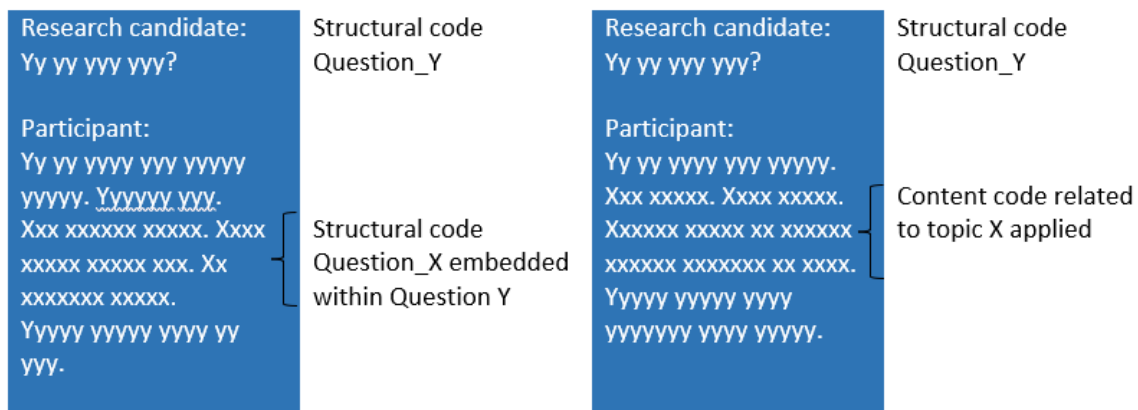 Research candidate:
Yy yy yyy yyy?
Participant:
Yy yy yyyy yyy yyyyy
yyyyy. Yyyyyy yyy.
Xxx xxxxxx xxxxx. Xxxx
xxxxx xxxxx xxx. Xx
xxxxxxx xxxxx.
Yyyyy yyyyy yyyy yy
yyy.
Structural code
Question_Y
Structural code
Question_X embedded
within Question Y
Research candidate:
Yy yy yyy yyy?
Participant:
Yy yy yyyy yyy yyyyy.
Xxx xxxxx. Xxxx xxxxx.
Xxxxxx xxxxx xx xxxxxx
xxxxxx xxxxxxx xx xxxx.
Yyyyy yyyyy yyyy
yyyyyyy yyyy yyyyy.
Structural code
Question_Y
Content code related
to topic X applied